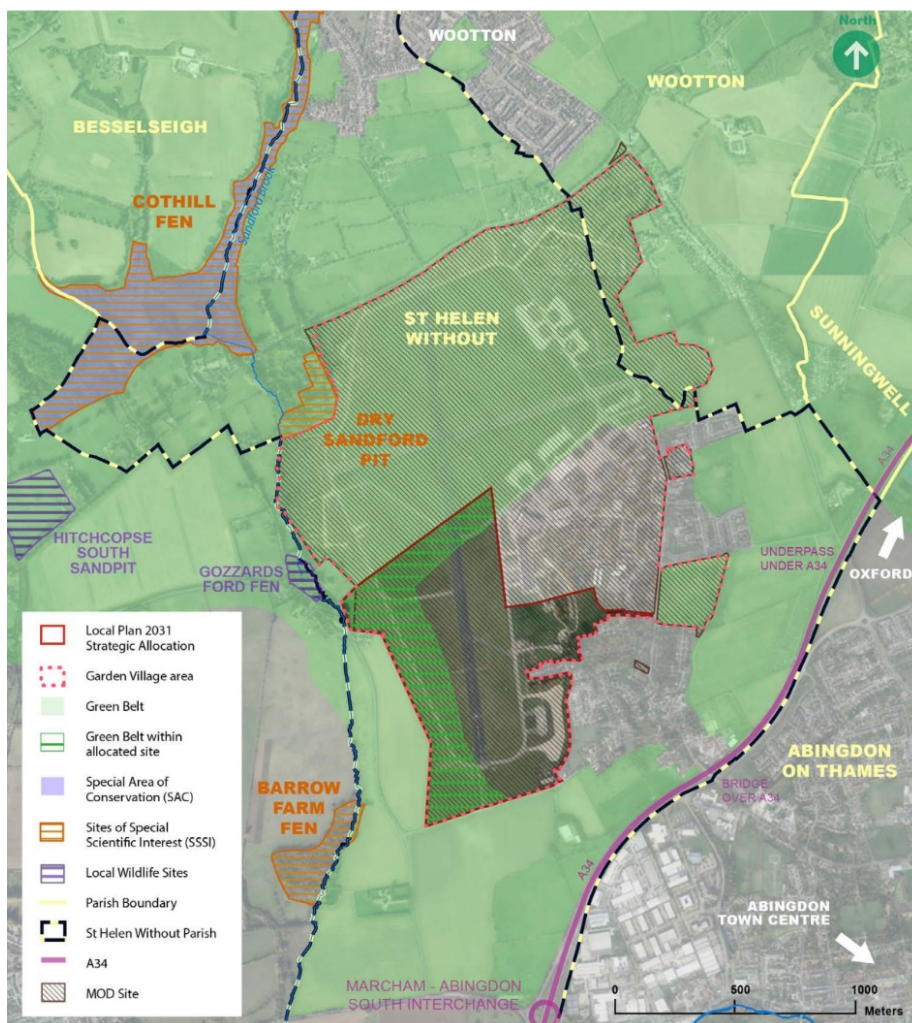 North
WOOTTON
WOOTTON
BESSELSEIGH
COTHILL
FEN
Sandford Brook
ST HELEN
WITHOUT
SUNNINGWELL
DRY
SANDFORD
PIT
A34
HITCHCOPSE
SOUTH
SANDPIT
GOZZARDS
FORD FEN
UNDERPASS
UNDER A34
OXFORD
Local Plan 2031
Strategic Allocation
Garden Village area
Green Belt
Green Belt within
allocated site
Special Area of
Conservation (SAC)
Sites of Special
Scientific Interest (SSSI)
Local Wildlife Sites
Parish Boundary
St Helen Without Parish
A34
MOD Site
BARROW
FARM
FEN
ABINGDON
ON THAMES
BRIDGE
OVER A34
A34
ABINGDON
TOWN CENTRE
MARCHAM - ABINGDON
SOUTH INTERCHANGE
0 500 1000
Meters